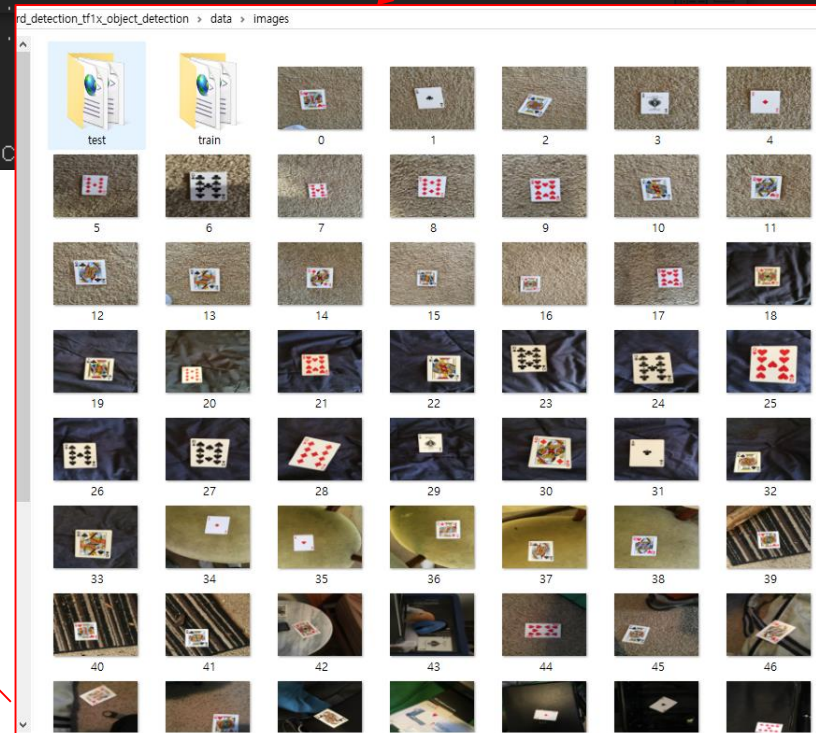 rd_detection_tf1x_object_detection > data > images
test train 0 1 2 3 4
5 6 7 8 9 10 11
12 13 14 15 16 17 18
19 20 21 22 23 24 25
26 27 28 29 30 31 32
33 34 35 36 37 38 39
40 41 42 43 44 45 46
C